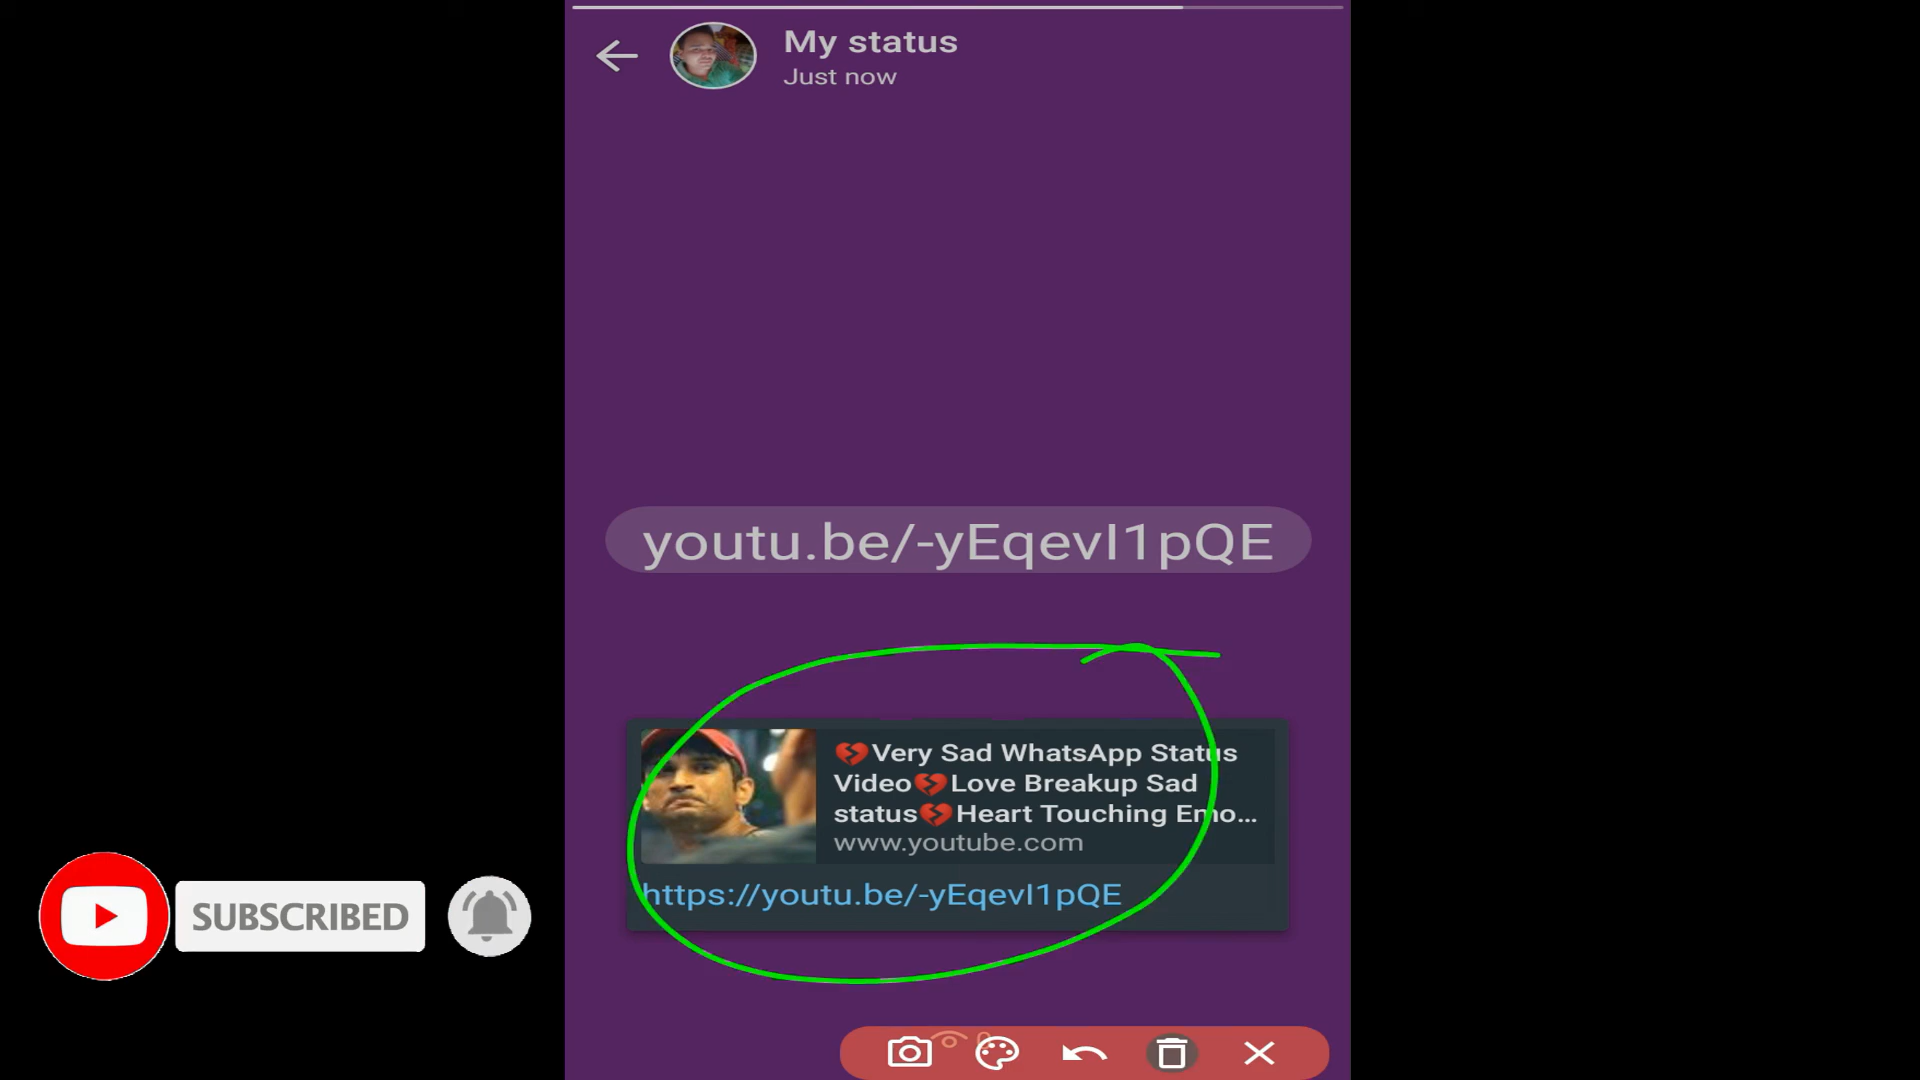 My status
Just now
youtu.be/-yEqevI1pQE
💔Very Sad WhatsApp Status
Video💔Love Breakup Sad
status💔Heart Touching Emo...
www.youtube.com
https://youtu.be/-yEqevI1pQE
SUBSCRIBED